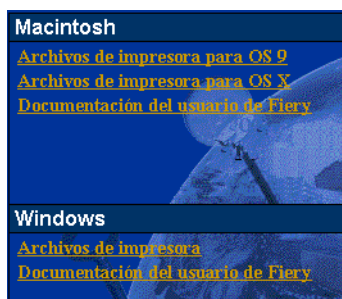 Macintosh
Archivos de impresora para OS 9
Archivos de impresora para OS X
Documentación del usuario de Fiery
Windows
Archivos de impresora
Documentación del usuario de Fiery